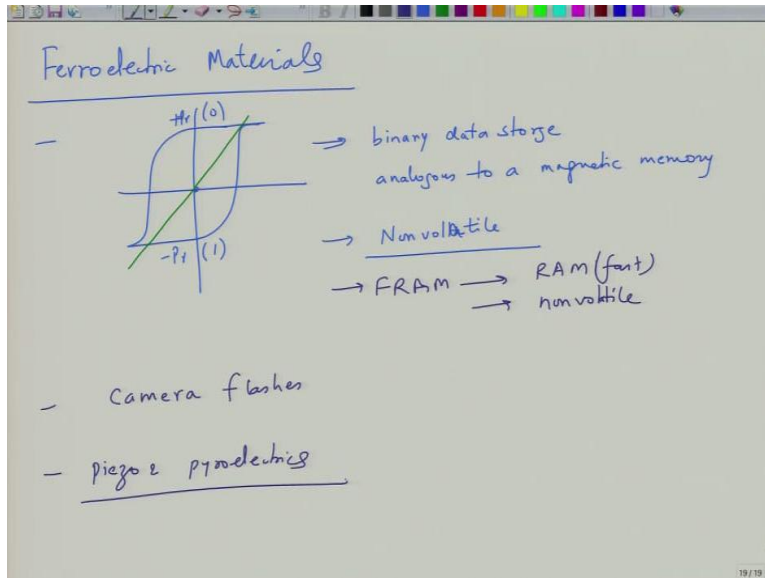 Ferroelectric Materials
+Pr (0)
-Pr (1)
⇒ binary data storge
analogous to a magnetic memory
→ Nonvolatile
→ FRAM → RAM (fast)
→ nonvolatile
- Camera flashes
- Piezo & pyroelectrics
19 / 19